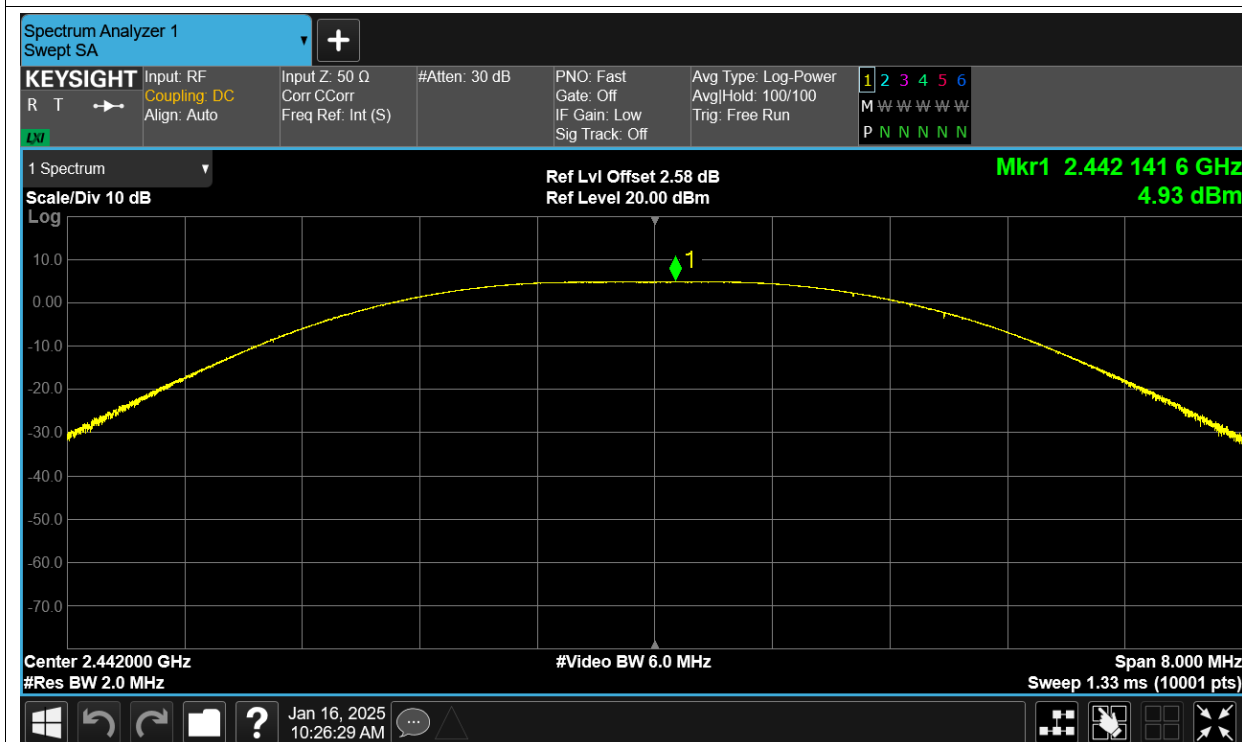 Spectrum Analyzer 1
Swept SA
+
KEYSIGHT
R T
LXI
Input: RF
Coupling: DC
Align: Auto
Input Z: 50 Ω
Corr CCorr
Freq Ref: Int (S)
#Atten: 30 dB
PNO: Fast
Gate: Off
IF Gain: Low
Sig Track: Off
Avg Type: Log-Power
Avg|Hold: 100/100
Trig: Free Run
1 2 3 4 5 6
M W W W W W
P N N N N N
1 Spectrum
Scale/Div 10 dB
Log
Ref Lvl Offset 2.58 dB
Ref Level 20.00 dBm
Mkr1 2.442 141 6 GHz
4.93 dBm
1
10.0
0.00
-10.0
-20.0
-30.0
-40.0
-50.0
-60.0
-70.0
Center 2.442000 GHz
#Res BW 2.0 MHz
#Video BW 6.0 MHz
Span 8.000 MHz
Sweep 1.33 ms (10001 pts)
?
Jan 16, 2025
10:26:29 AM